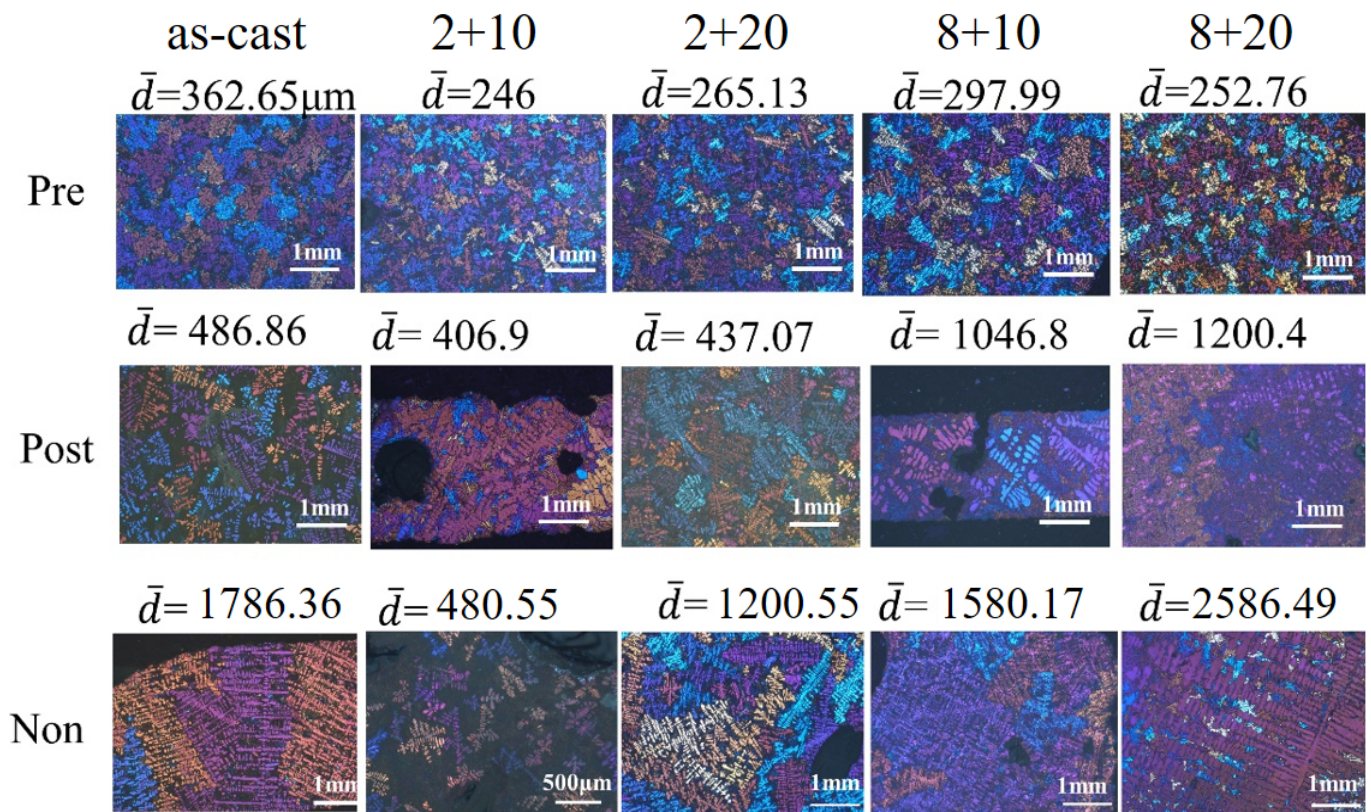 as-cast 2+10 2+20 8+10 8+20
d̄=362.65μm d̄=246 d̄=265.13 d̄=297.99 d̄=252.76
Pre
1mm 1mm 1mm 1mm 1mm
d̄= 486.86 d̄= 406.9 d̄= 437.07 d̄= 1046.8 d̄= 1200.4
Post
1mm 1mm 1mm 1mm 1mm
d̄= 1786.36 d̄= 480.55 d̄= 1200.55 d̄= 1580.17 d̄=2586.49
Non
1mm 500μm 1mm 1mm 1mm